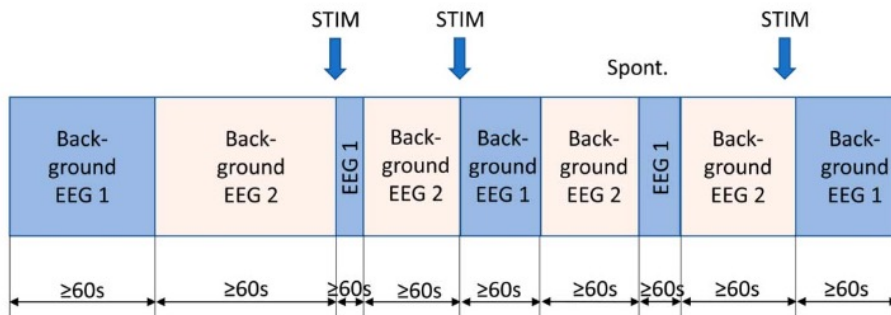 STIM STIM STIM
Spont.
Back-
ground
EEG 1
Back-
ground
EEG 2
EEG 1
Back-
ground
EEG 2
Back-
ground
EEG 1
Back-
ground
EEG 2
EEG 1
Back-
ground
EEG 2
Back-
ground
EEG 1
≥60s ≥60s ≥60s ≥60s ≥60s ≥60s ≥60s ≥60s ≥60s